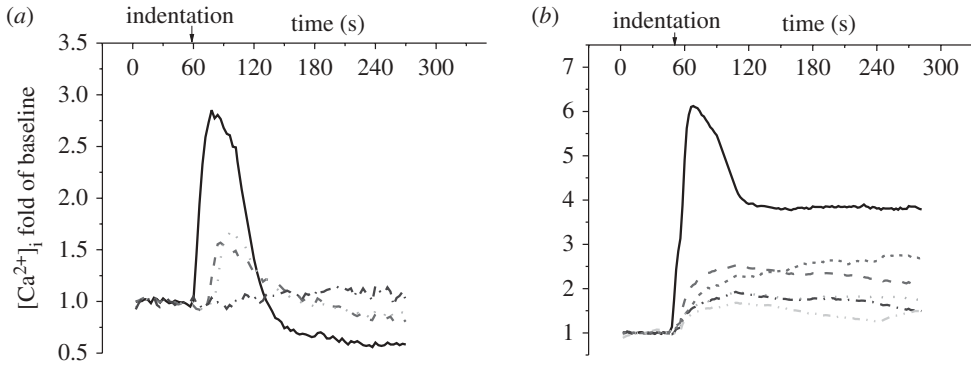 (a)
indentation
time (s)
3.5
0 60 120 180 240 300
3.0
2.5
2.0
1.5
1.0
0.5
[Ca2+]i fold of baseline
(b)
indentation
time (s)
7
60 120 180 240 300
0
6
5
4
3
2
1